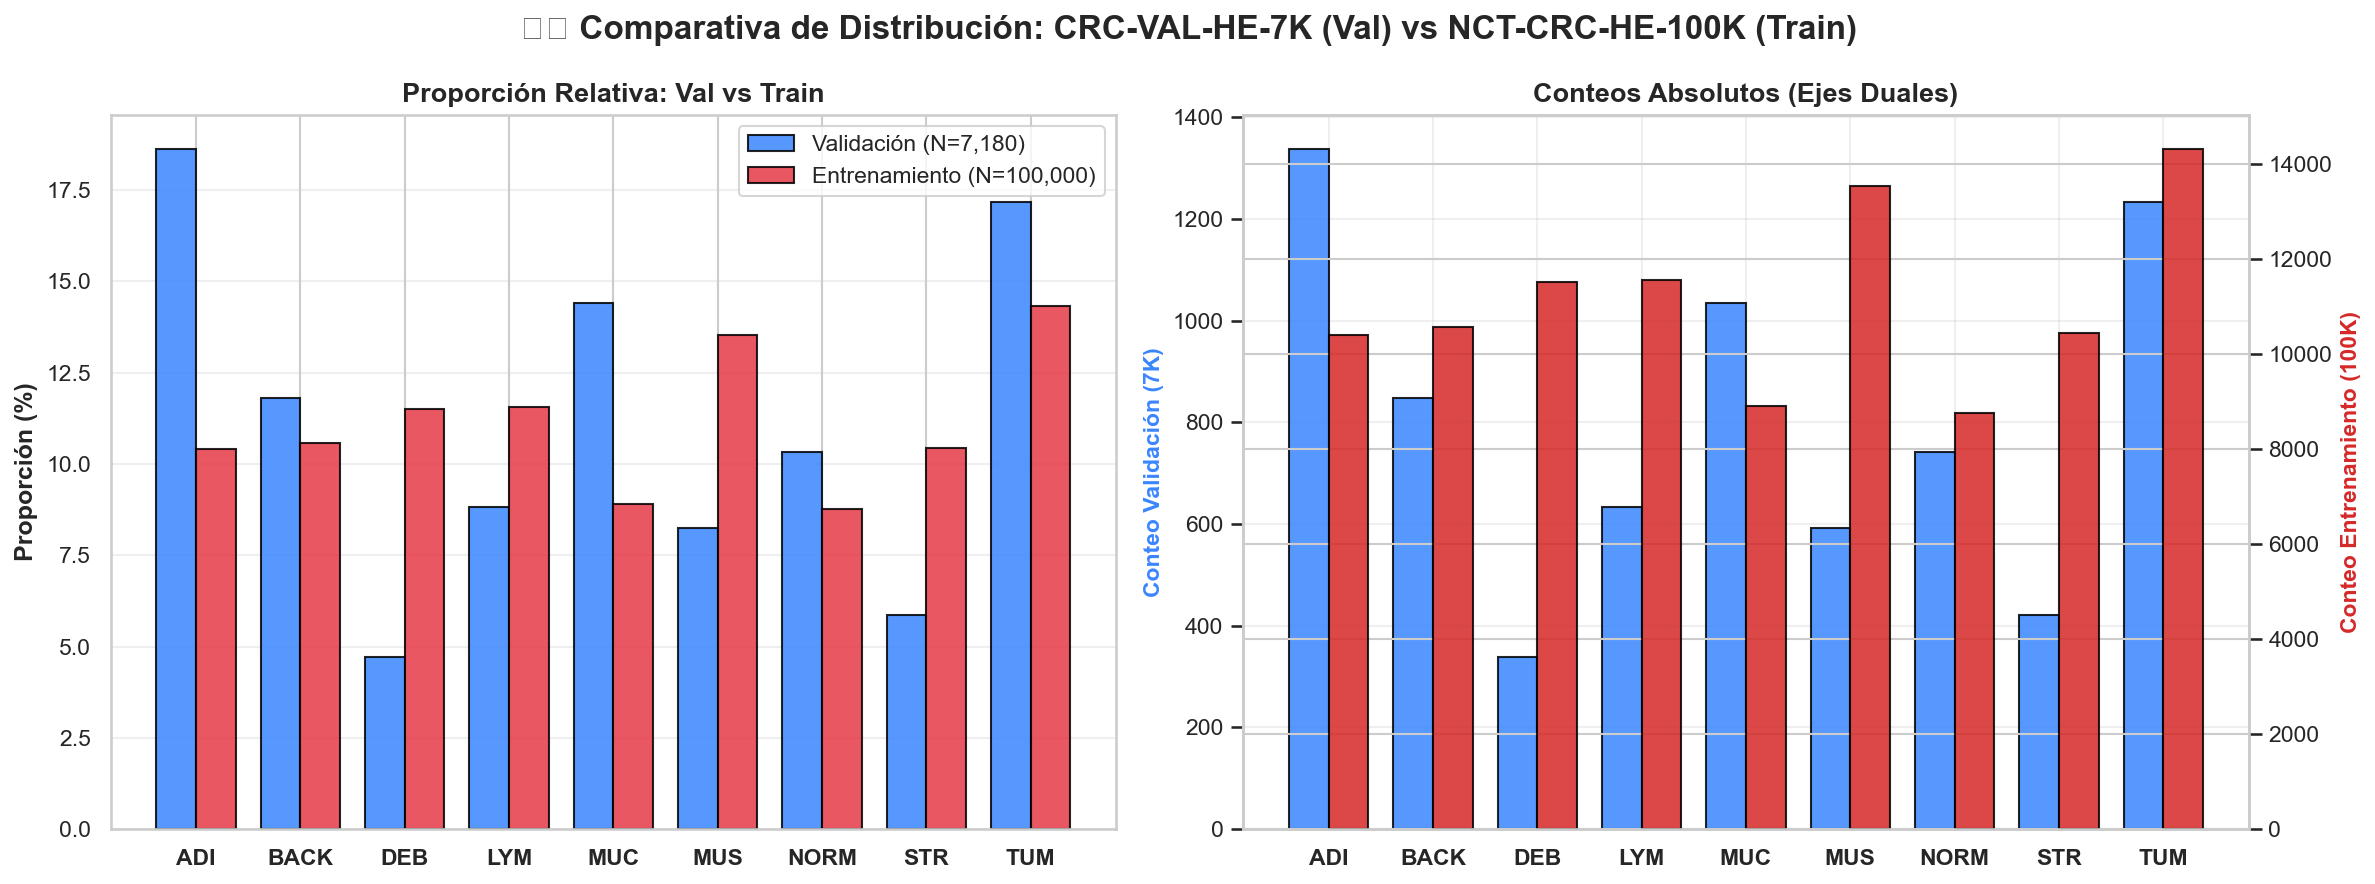 Comparativa de Distribución: CRC-VAL-HE-7K (Val) vs NCT-CRC-HE-100K (Train)
Proporción Relativa: Val vs Train
Validación (N=7,180)
Entrenamiento (N=100,000)
Proporción (%)
17.5
15.0
12.5
10.0
7.5
5.0
2.5
0.0
ADI BACK DEB LYM MUC MUS NORM STR TUM
Conteos Absolutos (Ejes Duales)
Conteo Validación (7K)
1400
1200
1000
800
600
400
200
0
14000
12000
10000
8000
6000
4000
2000
0
Conteo Entrenamiento (100K)
ADI BACK DEB LYM MUC MUS NORM STR TUM